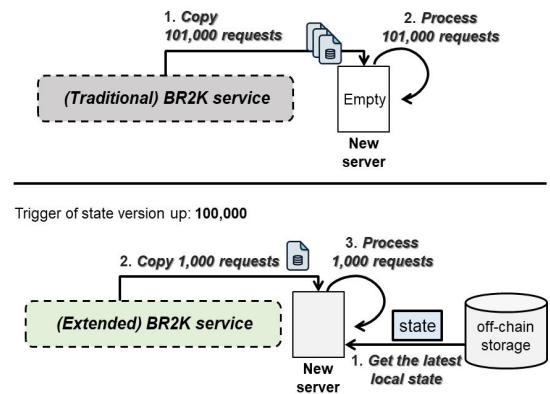 1. Copy
101,000 requests
2. Process
101,000 requests
(Traditional) BR2K service
Empty
New
server
Trigger of state version up: 100,000
2. Copy 1,000 requests
3. Process
1,000 requests
(Extended) BR2K service
state
off-chain
storage
1. Get the latest
local state
New
server